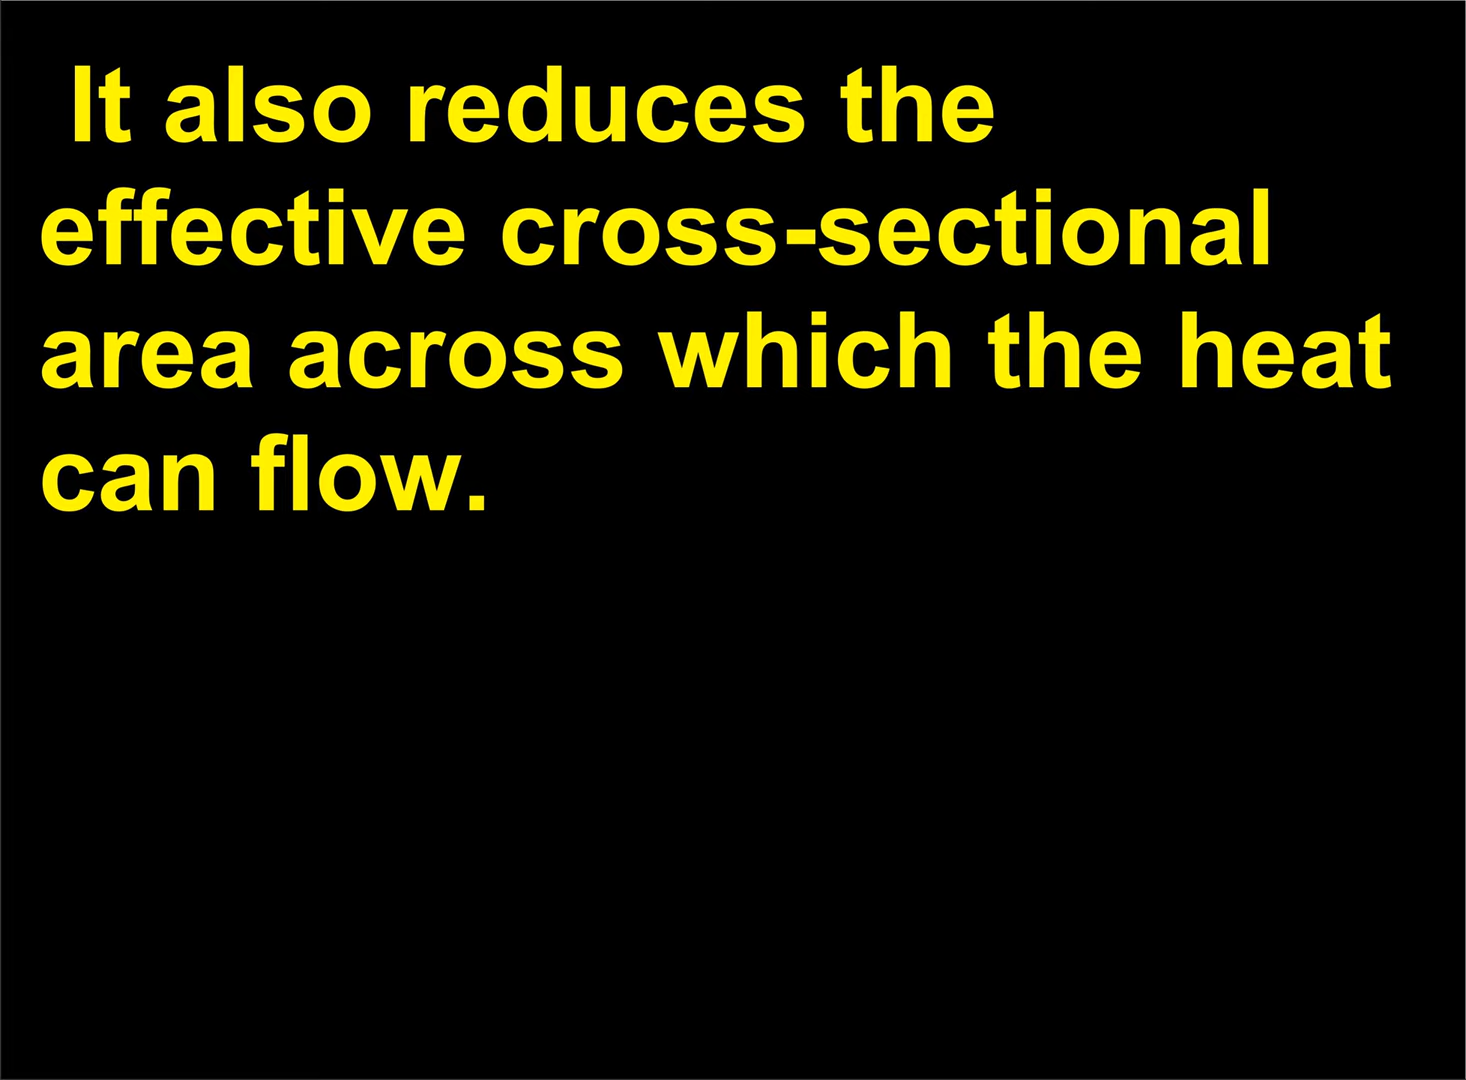 It also reduces the
effective cross-sectional
area across which the heat
can flow.